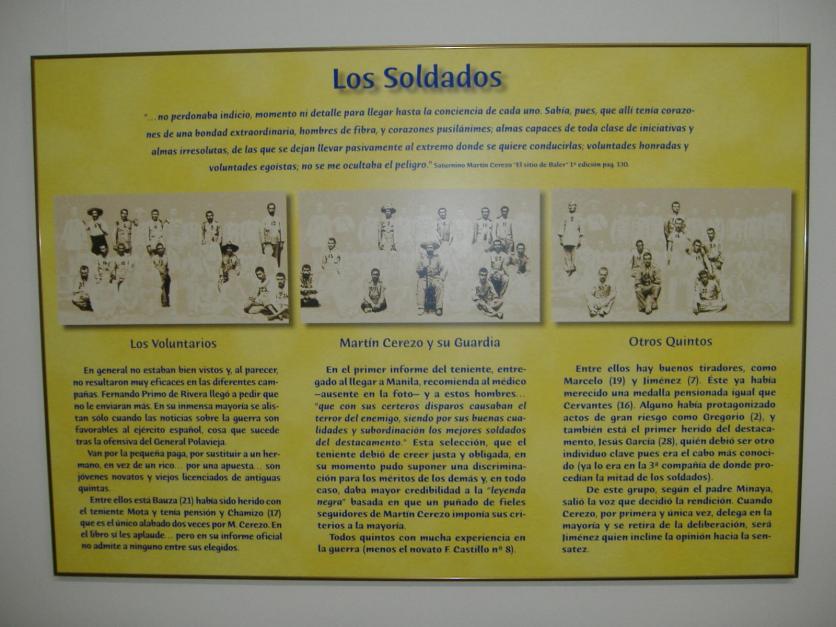 Los Soldados
"...no perdonaba indicio, momento ni detalle para llegar hasta la conciencia de cada uno. Sabía, pues, que allí tenía corazo-
nes de una bondad extraordinaria, hombres de fibra, y corazones pusilánimes; almas capaces de toda clase de iniciativas y
almas irresolutas, de las que se dejan llevar pasivamente al extremo donde se quiere conducirlas; voluntades honradas y
voluntades egoístas; no se me ocultaba el peligro." Saturnino Martín Cerezo "El sitio de Baler" 1ª edición pag. 130.
Los Voluntarios
En general no estaban bien vistos y, al parecer,
no resultaron muy eficaces en las diferentes cam-
pañas. Fernando Primo de Rivera llegó a pedir que
no le enviaran más. En su inmensa mayoría se alis-
tan sólo cuando las noticias sobre la guerra son
favorables al ejército español, cosa que sucede
tras la ofensiva del General Polavieja.
Van por la pequeña paga, por sustituir a un her-
mano, en vez de un rico... por una apuesta... son
jóvenes novatos y viejos licenciados de antiguas
quintas.
Entre ellos está Bauza (21) había sido herido con
el teniente Mota y tenía pensión y Chamizo (17)
que es el único alabado dos veces por M. Cerezo. En
el libro sí les aplaude... pero en su informe oficial
no admite a ninguno entre sus elegidos.
Martín Cerezo y su Guardia
En el primer informe del teniente, entre-
gado al llegar a Manila, recomienda al médico
–ausente en la foto– y a estos hombres...
"que con sus certeros disparos causaban el
terror del enemigo, siendo por sus buenas cua-
lidades y subordinación los mejores soldados
del destacamento." Esta selección, que el
teniente debió de creer justa y obligada, en
su momento pudo suponer una discrimina-
ción para los méritos de los demás y, en todo
caso, daba mayor credibilidad a la "leyenda
negra" basada en que un puñado de fieles
seguidores de Martín Cerezo imponía sus cri-
terios a la mayoría.
Todos quintos con mucha experiencia en
la guerra (menos el novato F. Castillo nº 8).
Otros Quintos
Entre ellos hay buenos tiradores, como
Marcelo (19) y Jiménez (7). Éste ya había
merecido una medalla pensionada igual que
Cervantes (16). Alguno había protagonizado
actos de gran riesgo como Gregorio (2), y
también está el primer herido del destaca-
mento, Jesús García (28), quién debió ser otro
individuo clave pues era el cabo más conoci-
do (ya lo era en la 3ª compañía de donde pro-
cedían la mitad de los soldados).
De este grupo, según el padre Minaya,
salió la voz que decidió la rendición. Cuando
Cerezo, por primera y única vez, delega en la
mayoría y se retira de la deliberación, será
Jiménez quien incline la opinión hacia la sen-
satez.